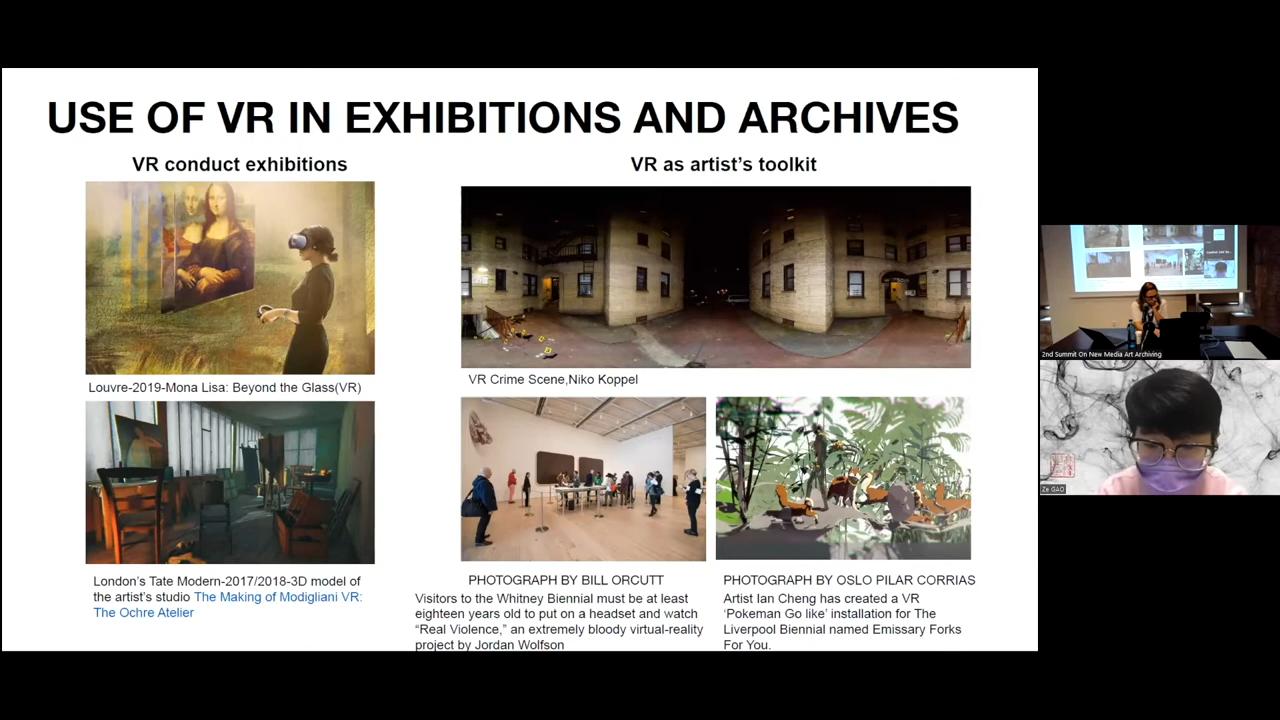 USE OF VR IN EXHIBITIONS AND ARCHIVES
VR conduct exhibitions
Louvre-2019-Mona Lisa: Beyond the Glass(VR)
London's Tate Modern-2017/2018-3D model of
the artist's studio The Making of Modigliani VR:
The Ochre Atelier
VR as artist's toolkit
VR Crime Scene,Niko Koppel
PHOTOGRAPH BY BILL ORCUTT
Visitors to the Whitney Biennial must be at least
eighteen years old to put on a headset and watch
“Real Violence,” an extremely bloody virtual-reality
project by Jordan Wolfson
PHOTOGRAPH BY OSLO PILAR CORRIAS
Artist Ian Cheng has created a VR
‘Pokeman Go like’ installation for The
Liverpool Biennial named Emissary Forks
For You.
2nd Summit On New Media Art Archiving
Ze GAO